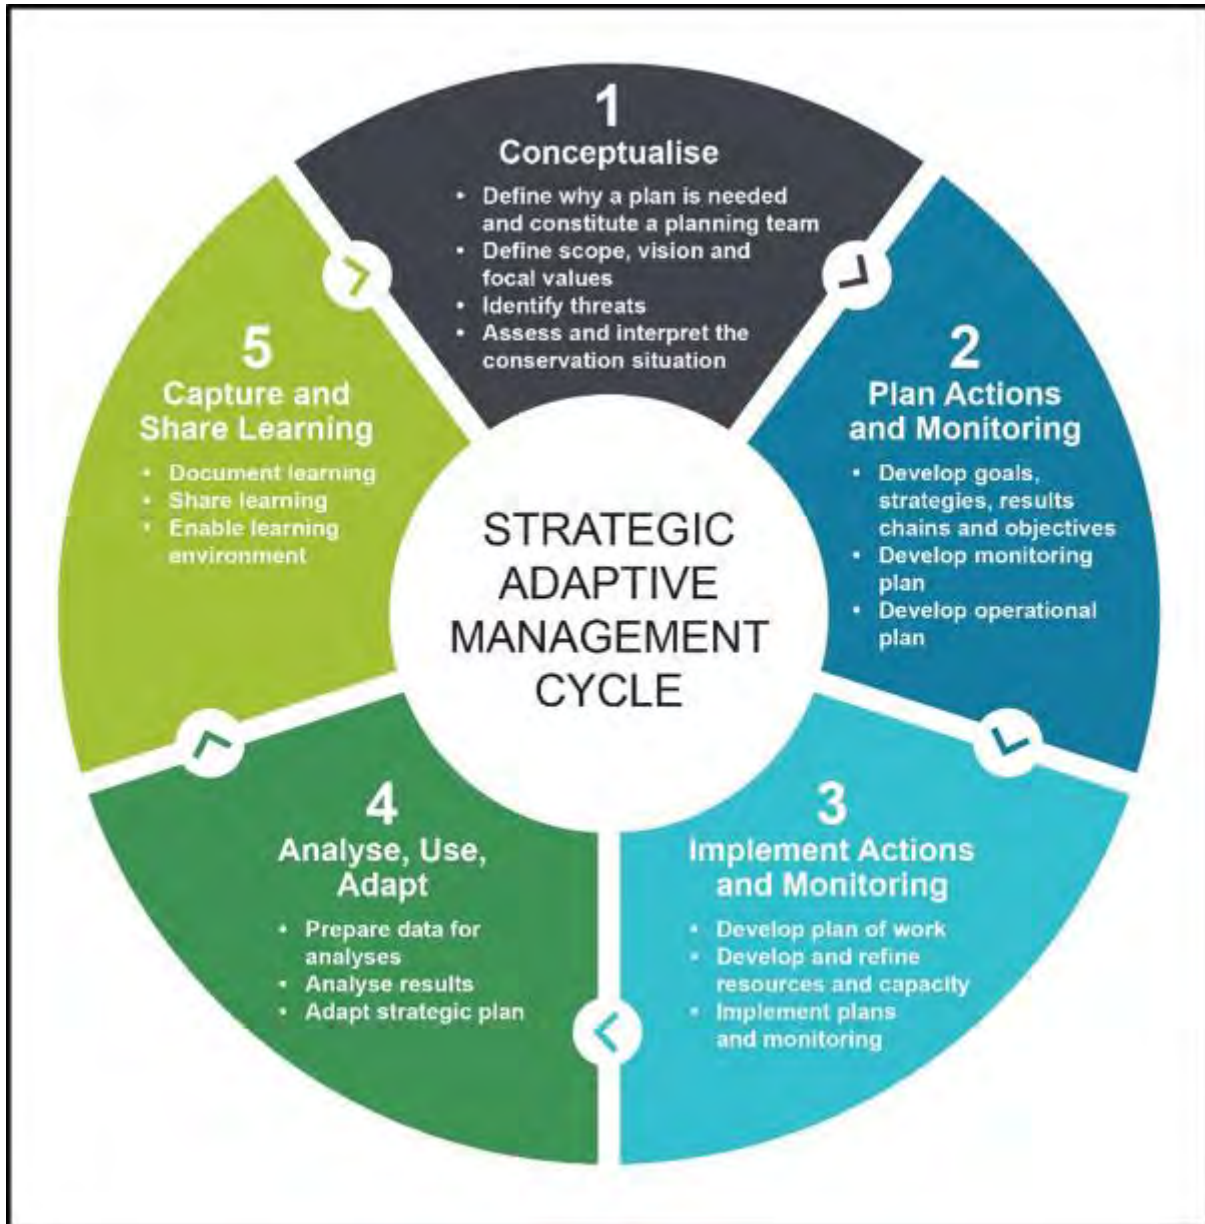 1
Conceptualise
• Define why a plan is needed
and constitute a planning team
• Define scope, vision and
focal values
• Identify threats
• Assess and interpret the
conservation situation
2
Plan Actions
and Monitoring
• Develop goals,
strategies, results
chains and objectives
• Develop monitoring
plan
• Develop operational
plan
3
Implement Actions
and Monitoring
• Develop plan of work
• Develop and refine
resources and capacity
• Implement plans
and monitoring
4
Analyse, Use,
Adapt
• Prepare data for
analyses
• Analyse results
• Adapt strategic plan
5
Capture and
Share Learning
• Document learning
• Share learning
• Enable learning
environment
STRATEGIC
ADAPTIVE
MANAGEMENT
CYCLE